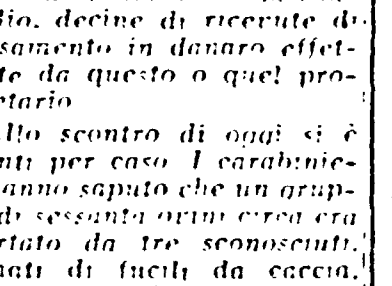 Bio, decine di ricevute di
samento in danaro effet-
te da questo o quel pro-
etario
llo scontro di oggi si è
nti per caso I carabinie-
anno saputo che un grup-
di sessanta ovini circa era
rtato da tre sconosciuti,
mati di fucili da caccia.